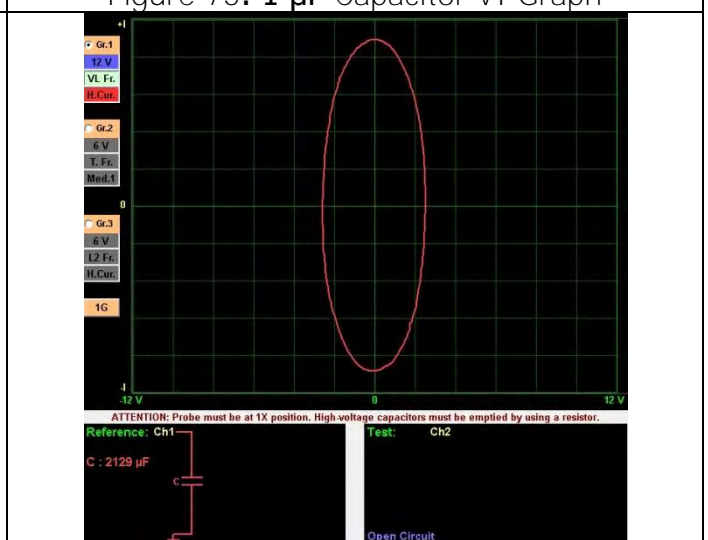 Figure 75. 1 µF Capacitor VI Graph
+I
Gr.1
12 V
VL Fr.
H.Cur.
Gr.2
6 V
T. Fr.
Med.1
0
Gr.3
6 V
L2 Fr.
H.Cur.
1G
-I
-12 V
0
12 V
ATTENTION: Probe must be at 1X position. High-voltage capacitors must be emptied by using a resistor.
Reference: Ch1
C : 2129 µF
C
Test: Ch2
Open Circuit